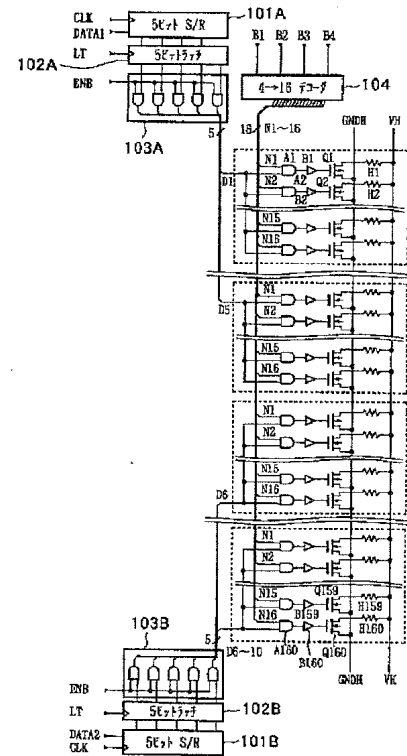 101A
CLK
5ビット S/R
DATA1
102A
LT
5ビットラッチ
ENB
103A
B1 B2 B3 B4
4→16 デコーダ
104
5
16
N1~16
GNDH
VH
D1
N1 A1 B1 Q1
H1
N2 A2 Q2
B2
H2
N15
N16
D5
N1
N2
N15
N16
N1
N2
N15
D6
N16
N1
N2
Q159
N15
B159
H159
N16
H160
5
D6~10
A160
B160
Q160
103B
GNDH
VH
ENB
LT
5ビットラッチ
102B
DATA2
5ビット S/R
101B
CLK